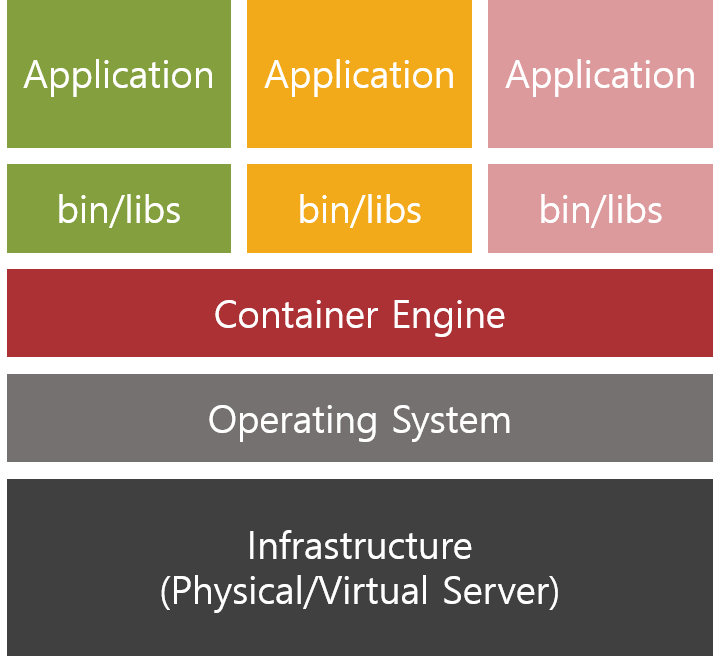 Application
Application
Application
bin/libs
bin/libs
bin/libs
Container Engine
Operating System
Infrastructure
(Physical/Virtual Server)